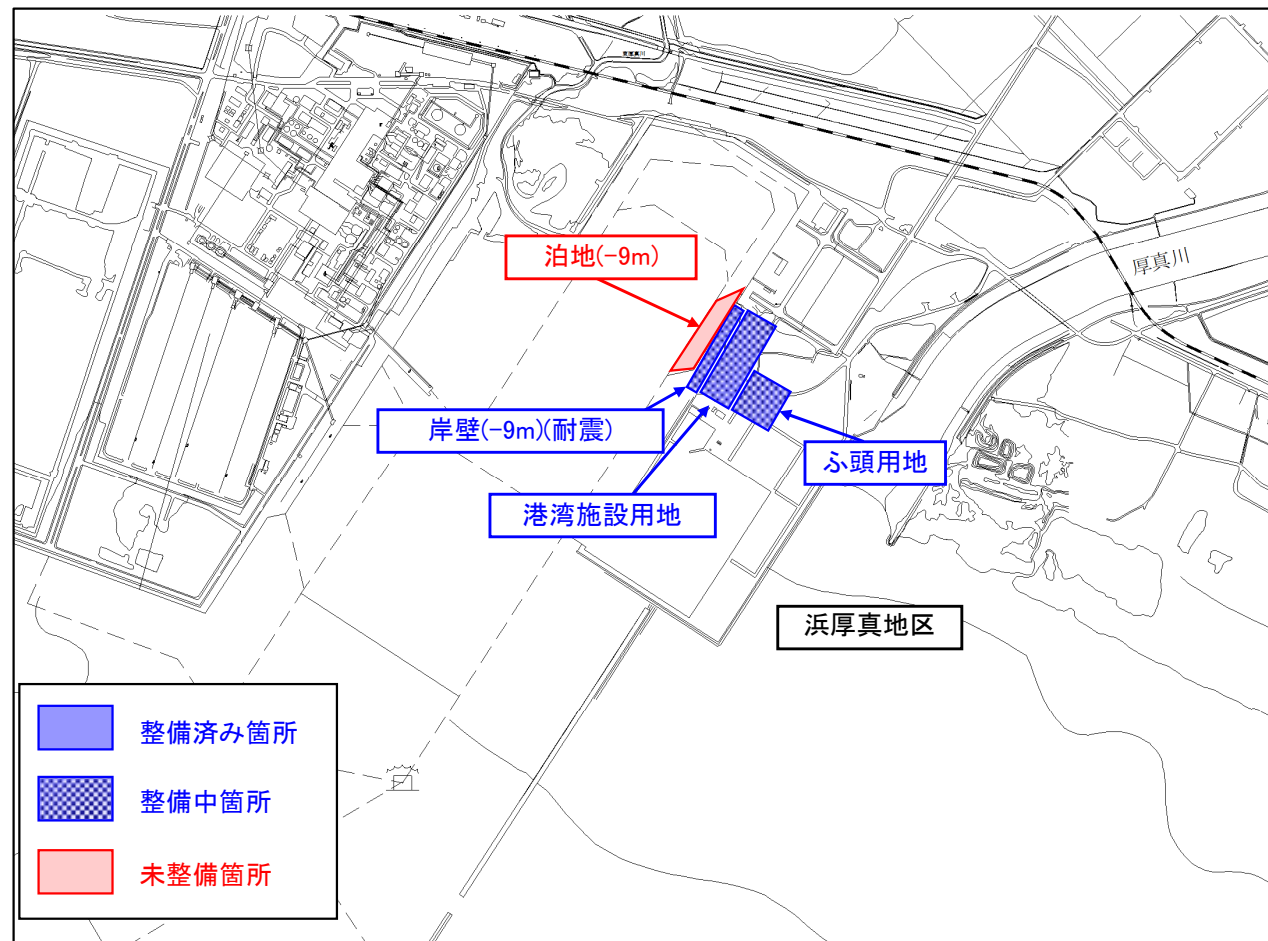 泊地(-9m)
厚真川
岸壁(-9m)(耐震)
ふ頭用地
港湾施設用地
浜厚真地区
整備済み箇所
整備中箇所
未整備箇所